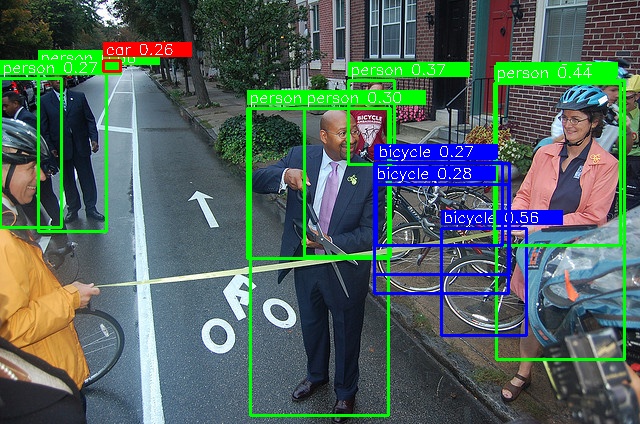 car 0.26
person 0.27
person
person 0.37
person 0.44
person
person 0.30
BICYCLE
bicycle 0.27
bicycle 0.28
bicycle 0.56